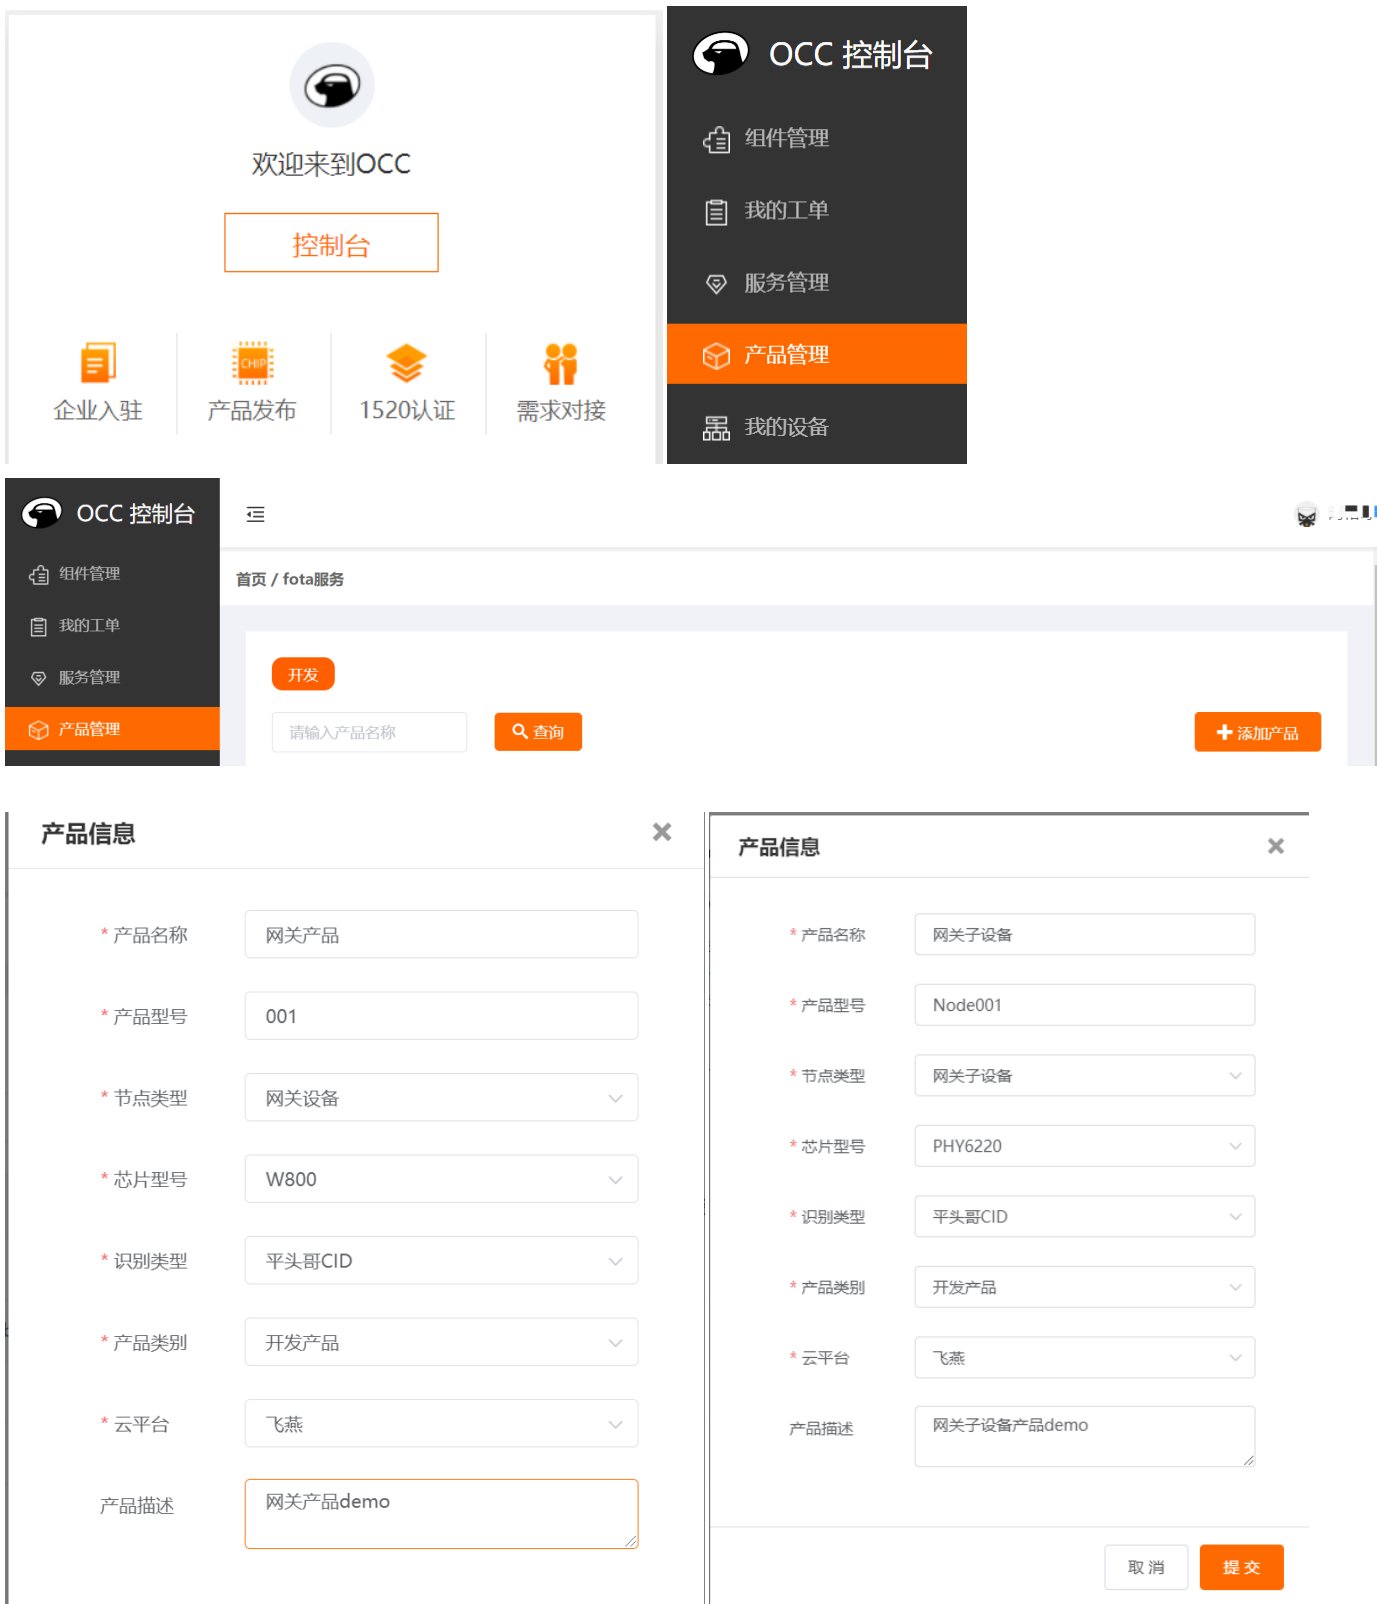 欢迎来到OCC
控制台
CHIP
企业入驻
产品发布
1520认证
需求对接
OCC 控制台
组件管理
我的工单
服务管理
产品管理
我的设备
OCC 控制台
组件管理
我的工单
服务管理
产品管理
首页 / fota服务
开发
请输入产品名称
查询
添加产品
产品信息
* 产品名称 网关产品
* 产品型号 001
* 节点类型 网关设备
* 芯片型号 W800
* 识别类型 平头哥CID
* 产品类别 开发产品
* 云平台 飞燕
产品描述 网关产品demo
产品信息
* 产品名称 网关子设备
* 产品型号 Node001
* 节点类型 网关子设备
* 芯片型号 PHY6220
* 识别类型 平头哥CID
* 产品类别 开发产品
* 云平台 飞燕
产品描述 网关子设备产品demo
取消 提交